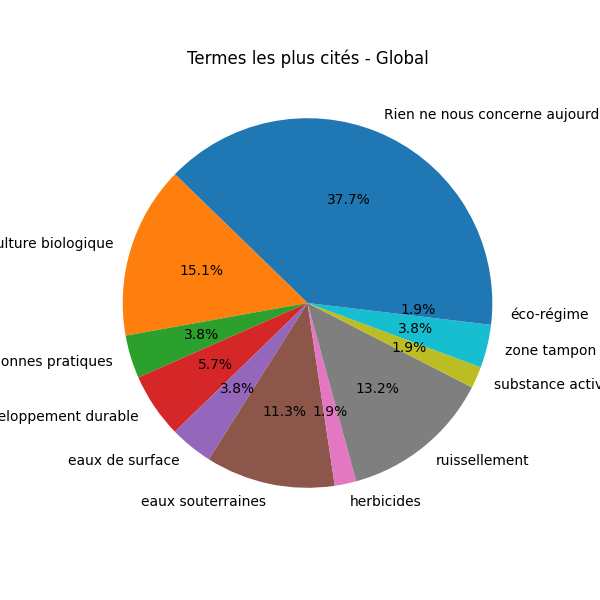 Termes les plus cités - Global
Rien ne nous concerne aujourd
37.7%
ulture biologique
15.1%
onnes pratiques
3.8%
eloppement durable
5.7%
eaux de surface
3.8%
eaux souterraines
11.3%
herbicides
1.9%
ruissellement
13.2%
substance activ
1.9%
zone tampon
3.8%
éco-régime
1.9%